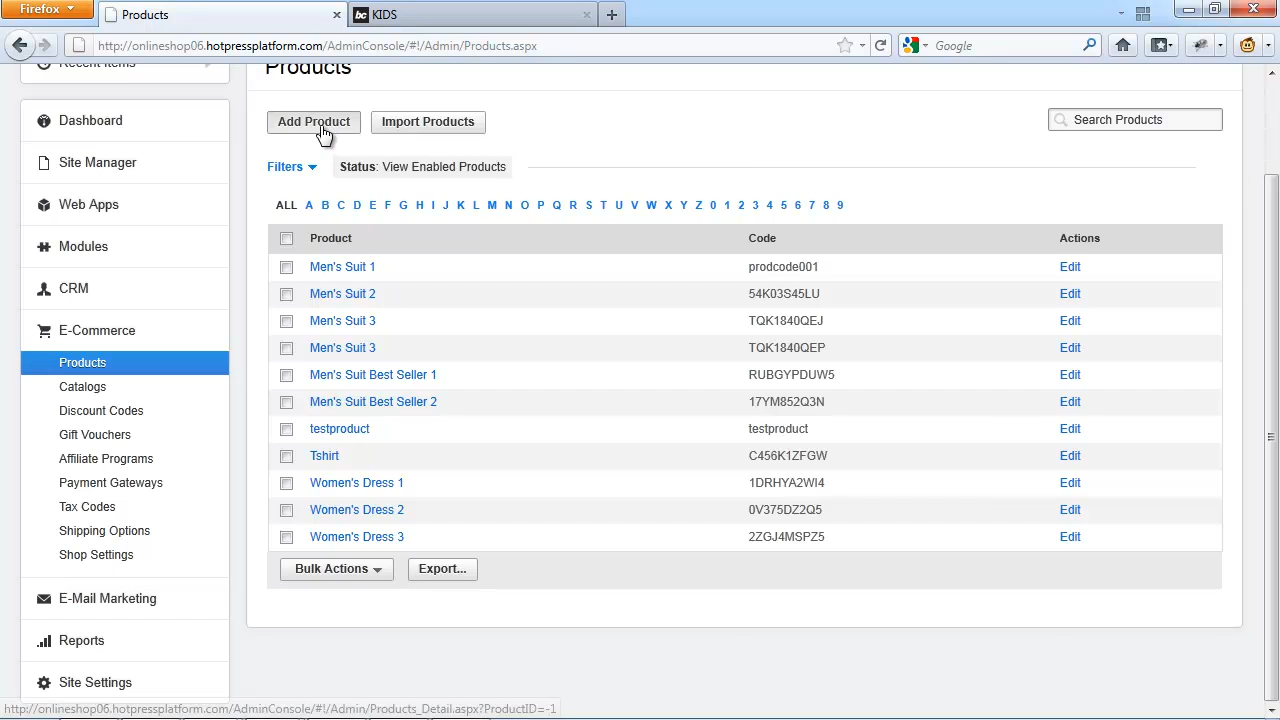 Firefox
Products
KIDS
http://onlineshop06.hotpressplatform.com/AdminConsole/#!/Admin/Products.aspx
Google
Recent Items
Products
Dashboard
Site Manager
Web Apps
Modules
CRM
E-Commerce
Products
Catalogs
Discount Codes
Gift Vouchers
Affiliate Programs
Payment Gateways
Tax Codes
Shipping Options
Shop Settings
E-Mail Marketing
Reports
Site Settings
Add Product Import Products Search Products
Filters Status: View Enabled Products
ALL A B C D E F G H I J K L M N O P Q R S T U V W X Y Z 0 1 2 3 4 5 6 7 8 9
Product Code Actions
Men's Suit 1 prodcode001 Edit
Men's Suit 2 54K03S45LU Edit
Men's Suit 3 TQK1840QEJ Edit
Men's Suit 3 TQK1840QEP Edit
Men's Suit Best Seller 1 RUBGYPDUW5 Edit
Men's Suit Best Seller 2 17YM852Q3N Edit
testproduct testproduct Edit
Tshirt C456K1ZFGW Edit
Women's Dress 1 1DRHYA2WI4 Edit
Women's Dress 2 0V375DZ2Q5 Edit
Women's Dress 3 2ZGJ4MSPZ5 Edit
Bulk Actions Export...
http://onlineshop06.hotpressplatform.com/AdminConsole/#!/Admin/Products_Detail.aspx?ProductID=-1